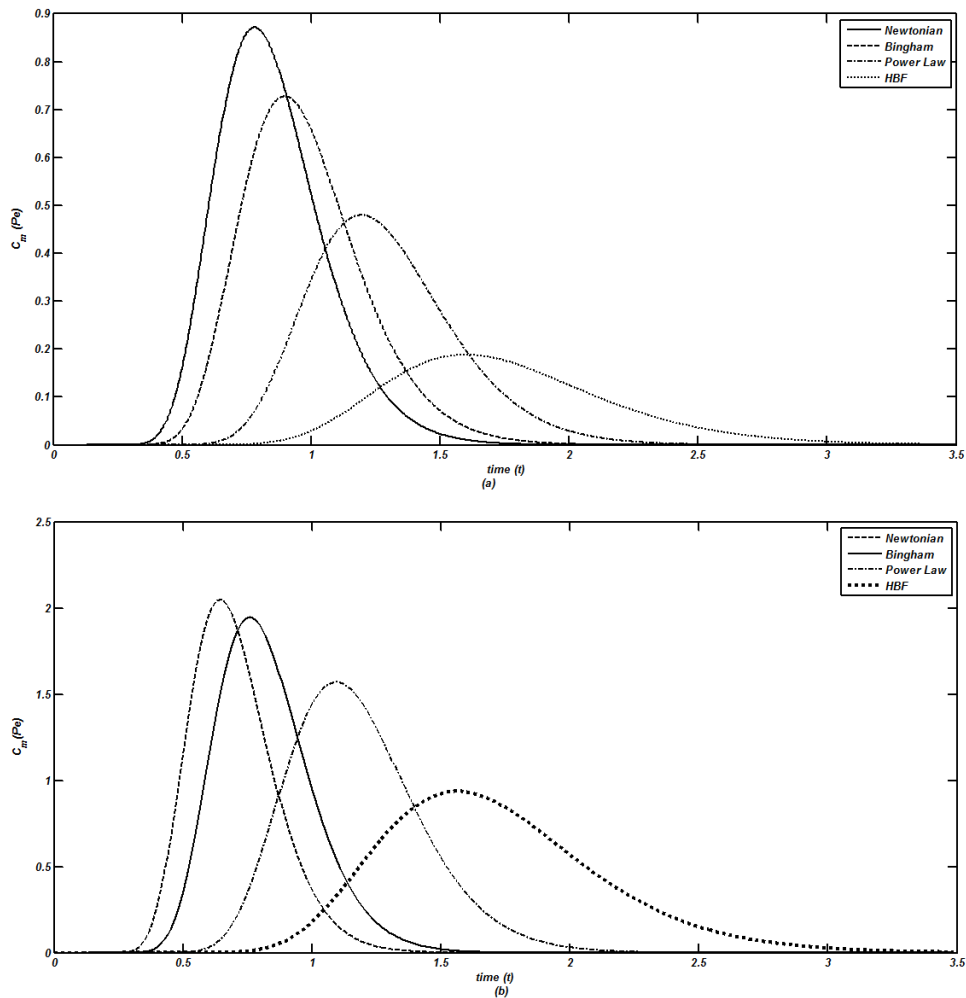 0.9
0.8
0.7
0.6
0.5
0.4
0.3
0.2
0.1
0
C_m (Pe)
Newtonian
Bingham
Power Law
HBF
0.5 1 1.5 2 2.5 3 3.5
time (t)
(a)
2.5
2
1.5
1
0.5
0
C_m (Pe)
Newtonian
Bingham
Power Law
HBF
0 0.5 1 1.5 2 2.5 3 3.5
time (t)
(b)